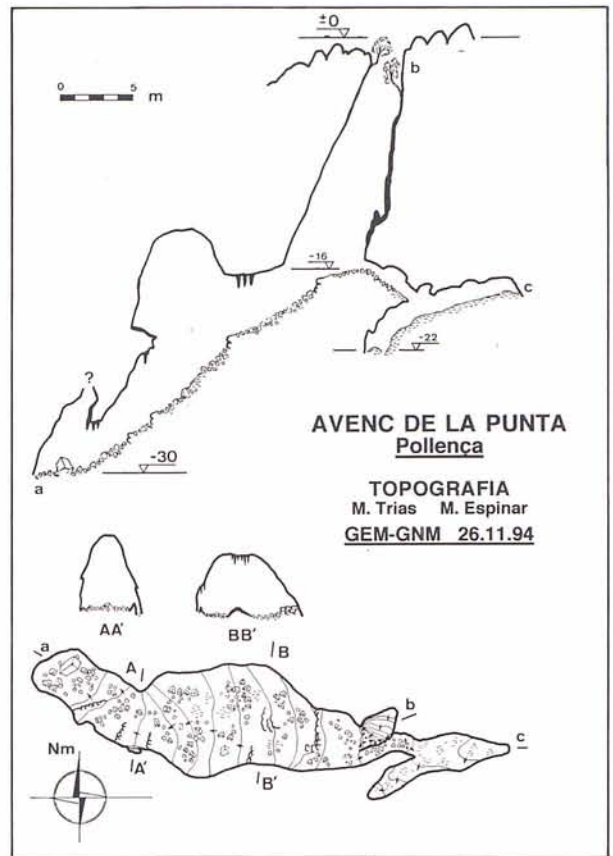 ±0
b
0 5 m
-16
c
-22
?
-30
a
AVENC DE LA PUNTA
Pollença
TOPOGRAFIA
M. Trias M. Espinar
GEM-GNM 26.11.94
AA'
BB'
a
A
B
b
c
A'
B'
Nm